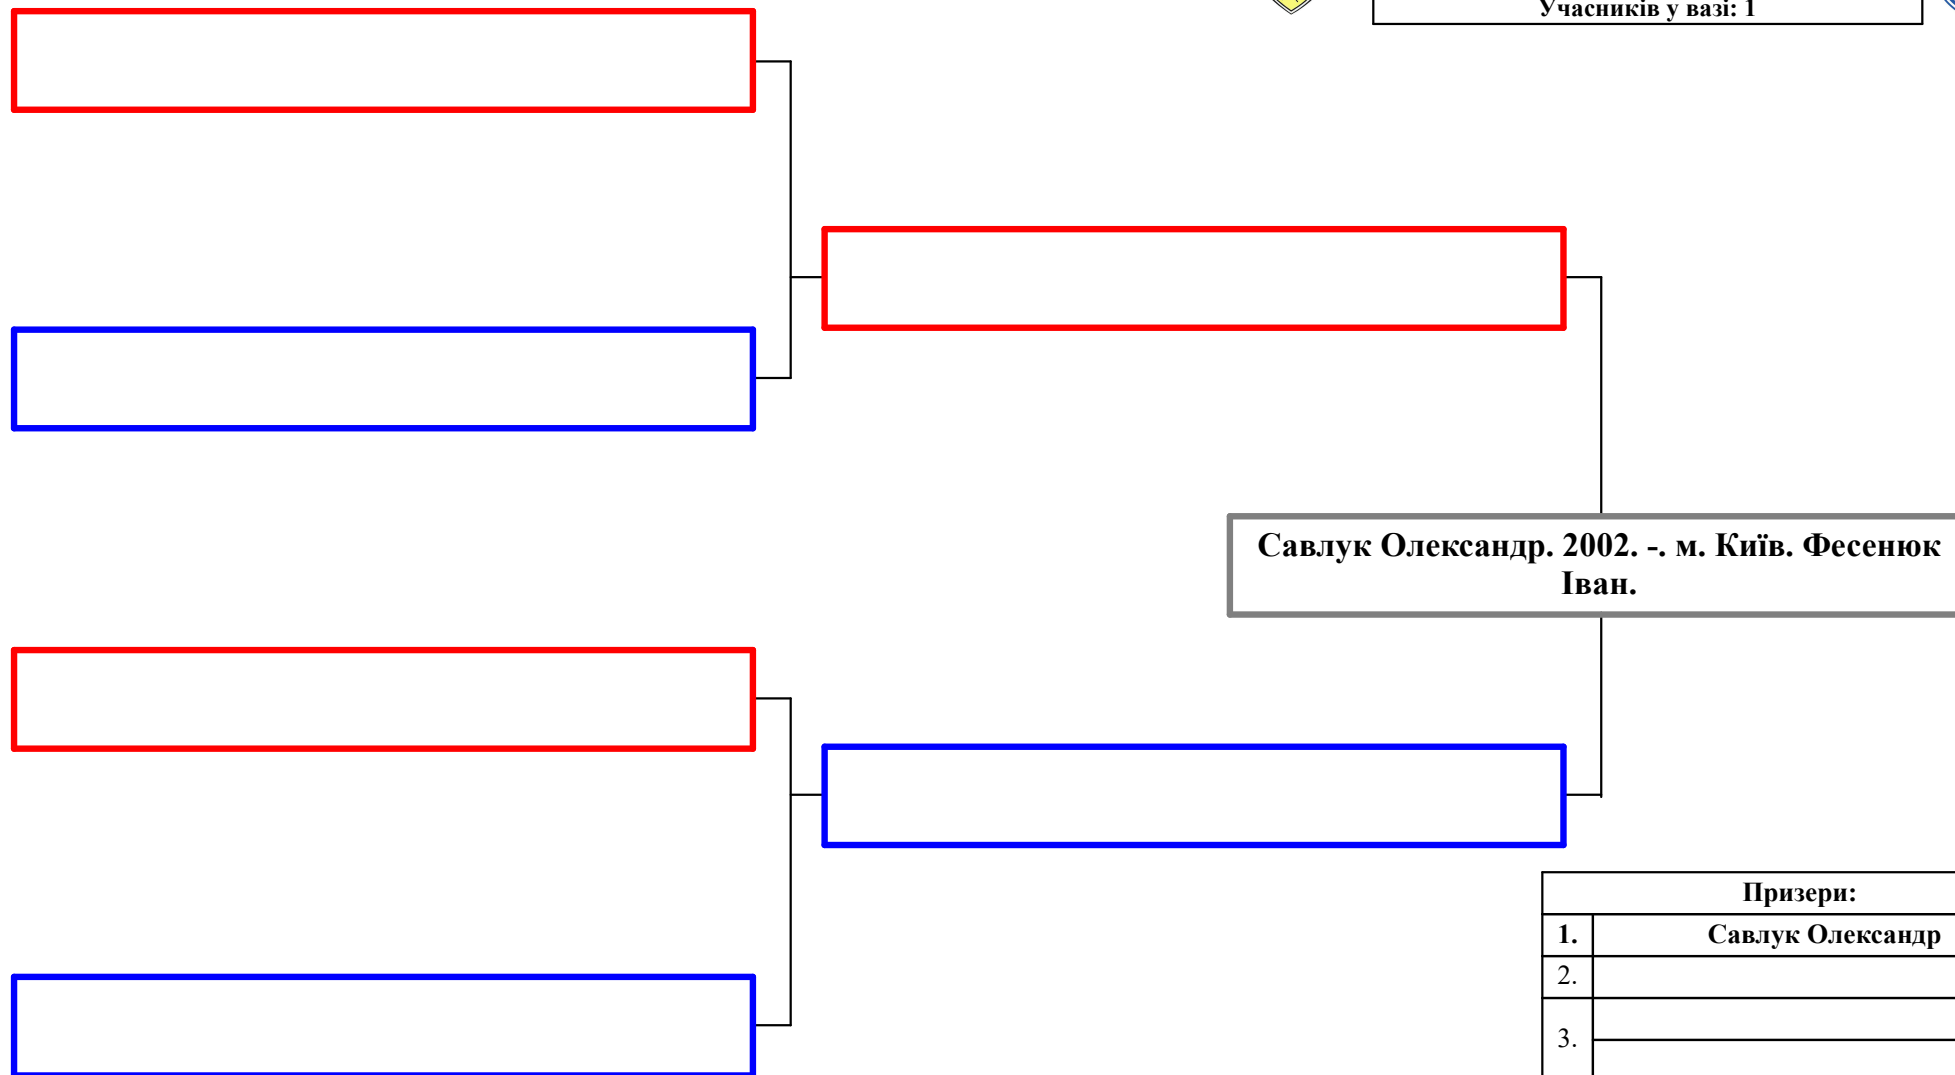 Учасників у вазі: 1
Савлук Олександр. 2002. -. м. Київ. Фесенюк
Іван.
Призери:
1. Савлук Олександр
2.
3.